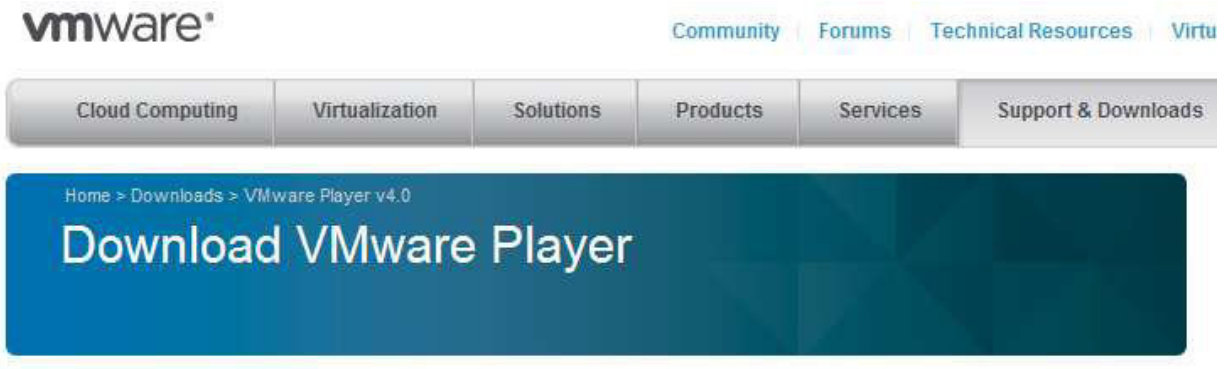 vmware®
Community Forums Technical Resources
Cloud Computing Virtualization Solutions Products Services Support & Downloads
Home > Downloads > VMware Player v4.0
Download VMware Player